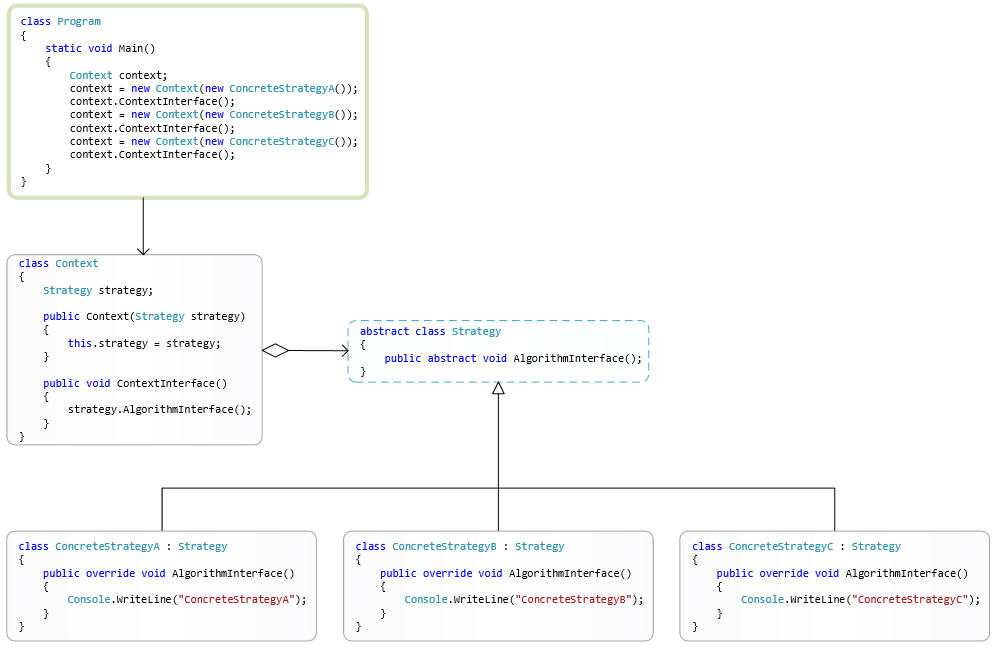 class Program
{
    static void Main()
    {
        Context context;
        context = new Context(new ConcreteStrategyA());
        context.ContextInterface();
        context = new Context(new ConcreteStrategyB());
        context.ContextInterface();
        context = new Context(new ConcreteStrategyC());
        context.ContextInterface();
    }
}
class Context
{
    Strategy strategy;

    public Context(Strategy strategy)
    {
        this.strategy = strategy;
    }

    public void ContextInterface()
    {
        strategy.AlgorithmInterface();
    }
}
abstract class Strategy
{
    public abstract void AlgorithmInterface();
}
class ConcreteStrategyA : Strategy
{
    public override void AlgorithmInterface()
    {
        Console.WriteLine("ConcreteStrategyA");
    }
}
class ConcreteStrategyB : Strategy
{
    public override void AlgorithmInterface()
    {
        Console.WriteLine("ConcreteStrategyB");
    }
}
class ConcreteStrategyC : Strategy
{
    public override void AlgorithmInterface()
    {
        Console.WriteLine("ConcreteStrategyC");
    }
}